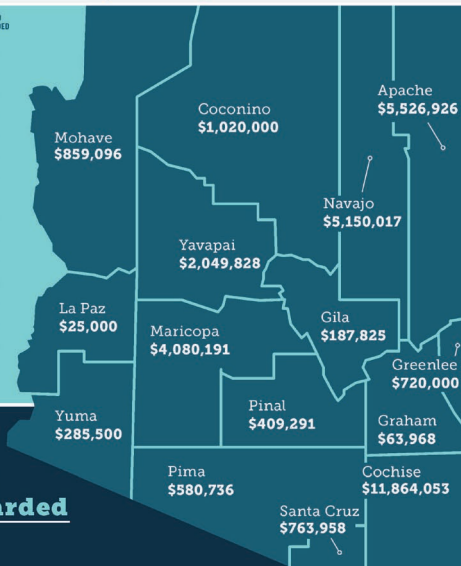 Apache
$5,526,926
Coconino
$1,020,000
Mohave
$859,096
Navajo
$5,150,017
Yavapai
$2,049,828
La Paz
$25,000
Maricopa
$4,080,191
Gila
$187,825
Greenlee
$720,000
Yuma
$285,500
Pinal
$409,291
Graham
$63,968
Pima
$580,736
Cochise
$11,864,053
Santa Cruz
$763,958
arded